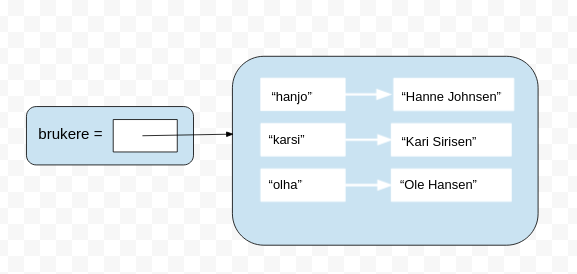 “hanjo”
“Hanne Johnsen”
brukere =
“karsi”
“Kari Sirisen”
“olha”
“Ole Hansen”